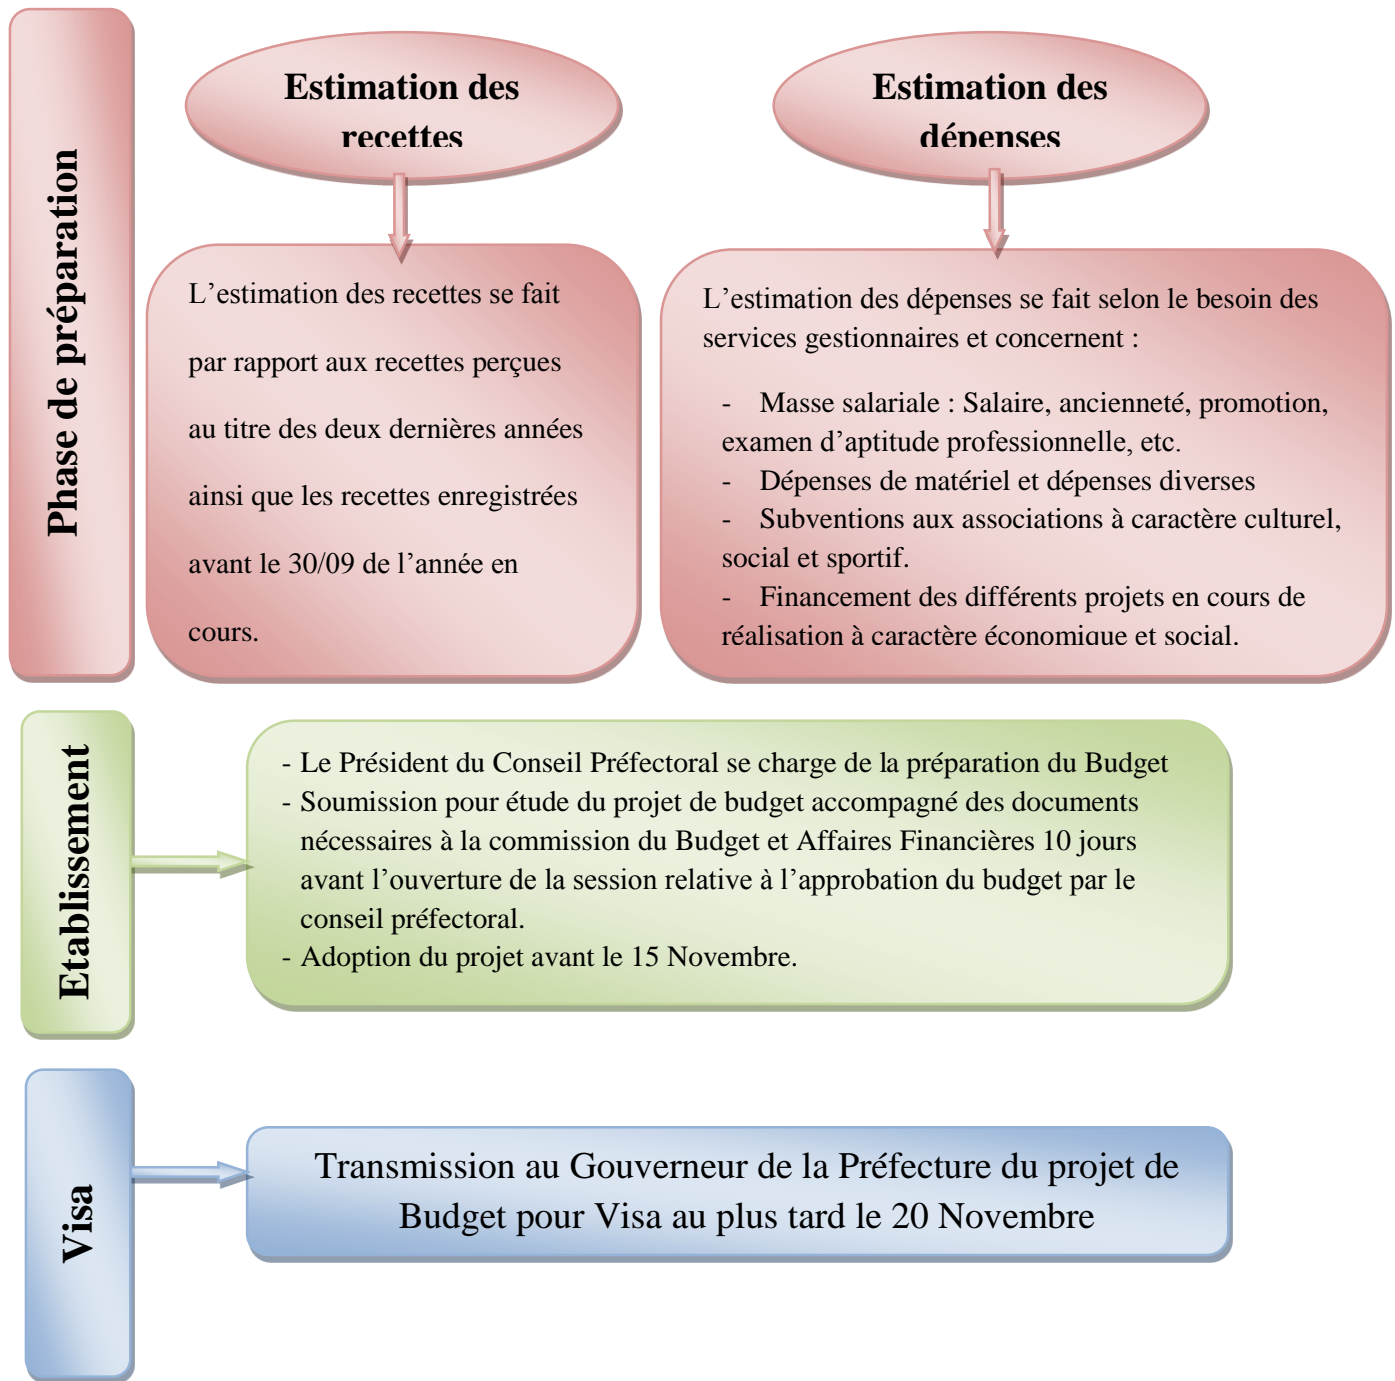 Phase de préparation
Estimation des
recettes
L’estimation des recettes se fait
par rapport aux recettes perçues
au titre des deux dernières années
ainsi que les recettes enregistrées
avant le 30/09 de l’année en
cours.
Estimation des
dépenses
L’estimation des dépenses se fait selon le besoin des
services gestionnaires et concernent :
- Masse salariale : Salaire, ancienneté, promotion,
examen d’aptitude professionnelle, etc.
- Dépenses de matériel et dépenses diverses
- Subventions aux associations à caractère culturel,
social et sportif.
- Financement des différents projets en cours de
réalisation à caractère économique et social.
Etablissement
- Le Président du Conseil Préfectoral se charge de la préparation du Budget
- Soumission pour étude du projet de budget accompagné des documents
nécessaires à la commission du Budget et Affaires Financières 10 jours
avant l’ouverture de la session relative à l’approbation du budget par le
conseil préfectoral.
- Adoption du projet avant le 15 Novembre.
Visa
Transmission au Gouverneur de la Préfecture du projet de
Budget pour Visa au plus tard le 20 Novembre